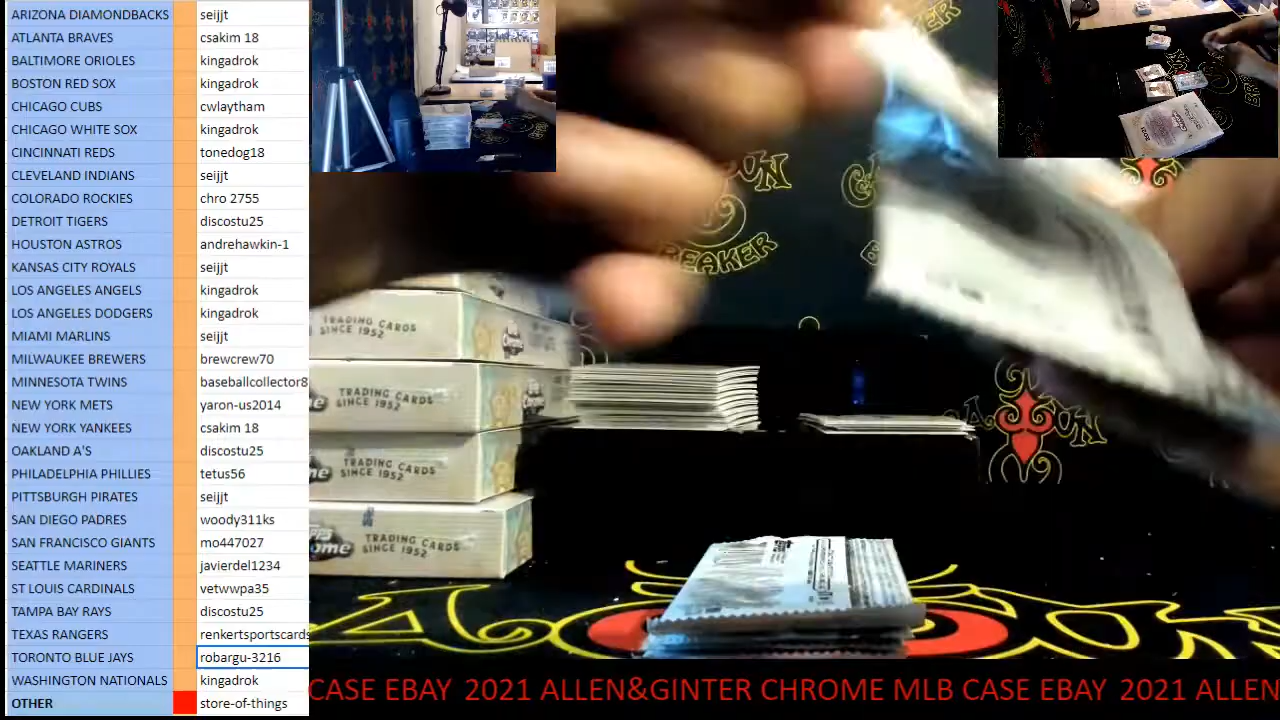 ARIZONA DIAMONDBACKS seijjt
ATLANTA BRAVES csakim 18
BALTIMORE ORIOLES kingadrok
BOSTON RED SOX kingadrok
CHICAGO CUBS cwlaytham
CHICAGO WHITE SOX kingadrok
CINCINNATI REDS tonedog18
CLEVELAND INDIANS seijjt
COLORADO ROCKIES chro 2755
DETROIT TIGERS discostu25
HOUSTON ASTROS andrehawkin-1
KANSAS CITY ROYALS seijjt
LOS ANGELES ANGELS kingadrok
LOS ANGELES DODGERS kingadrok
MIAMI MARLINS seijjt
MILWAUKEE BREWERS brewcrew70
MINNESOTA TWINS baseballcollector8
NEW YORK METS yaron-us2014
NEW YORK YANKEES csakim 18
OAKLAND A'S discostu25
PHILADELPHIA PHILLIES tetus56
PITTSBURGH PIRATES seijjt
SAN DIEGO PADRES woody311ks
SAN FRANCISCO GIANTS mo447027
SEATTLE MARINERS javierdel1234
ST LOUIS CARDINALS vetwwpa35
TAMPA BAY RAYS discostu25
TEXAS RANGERS renkertsportscards
TORONTO BLUE JAYS robargu-3216
WASHINGTON NATIONALS kingadrok
OTHER store-of-things
BREAKER
TRADING CARDS
SINCE 1952
TRADING CARDS
SINCE 1952
TRADING CARDS
SINCE 1952
TRADING CARDS
SINCE 1952
CASE EBAY 2021 ALLEN&GINTER CHROME MLB CASE EBAY 2021 ALLEN